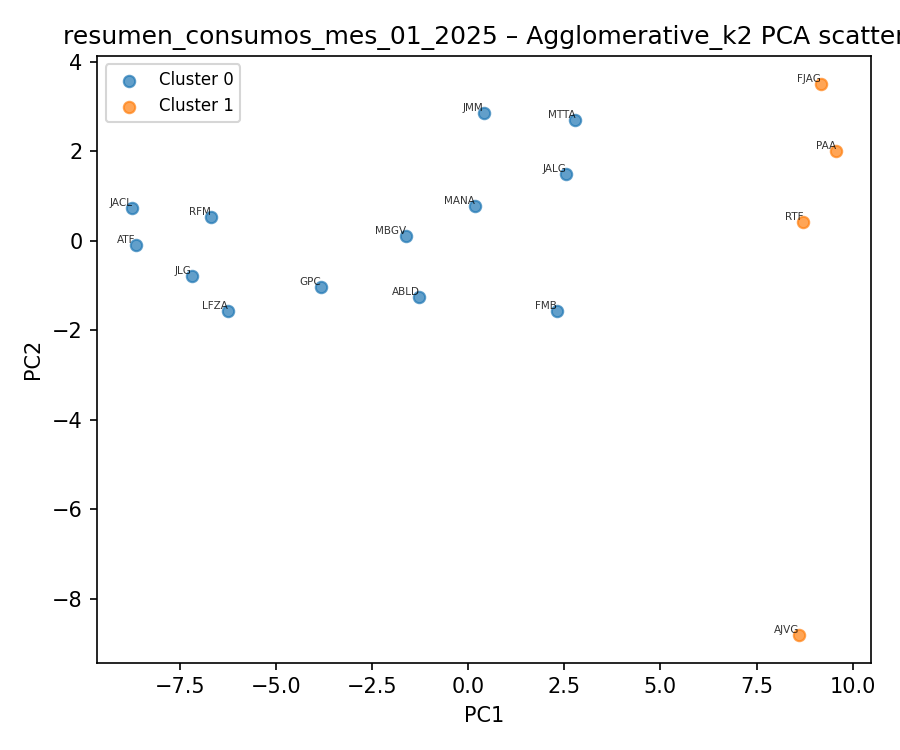 resumen_consumos_mes_01_2025 – Agglomerative_k2 PCA scatter
Cluster 0
Cluster 1
4
2
0
−2
−4
−6
−8
PC2
FJAG
JMM
MTTA
PAA
JALG
MANA
JACL
RFM
RTF
MBGV
ATF
JLG
GPC
ABLD
LFZA
FMB
AJVG
−7.5
−5.0
−2.5
0.0
2.5
5.0
7.5
10.0
PC1